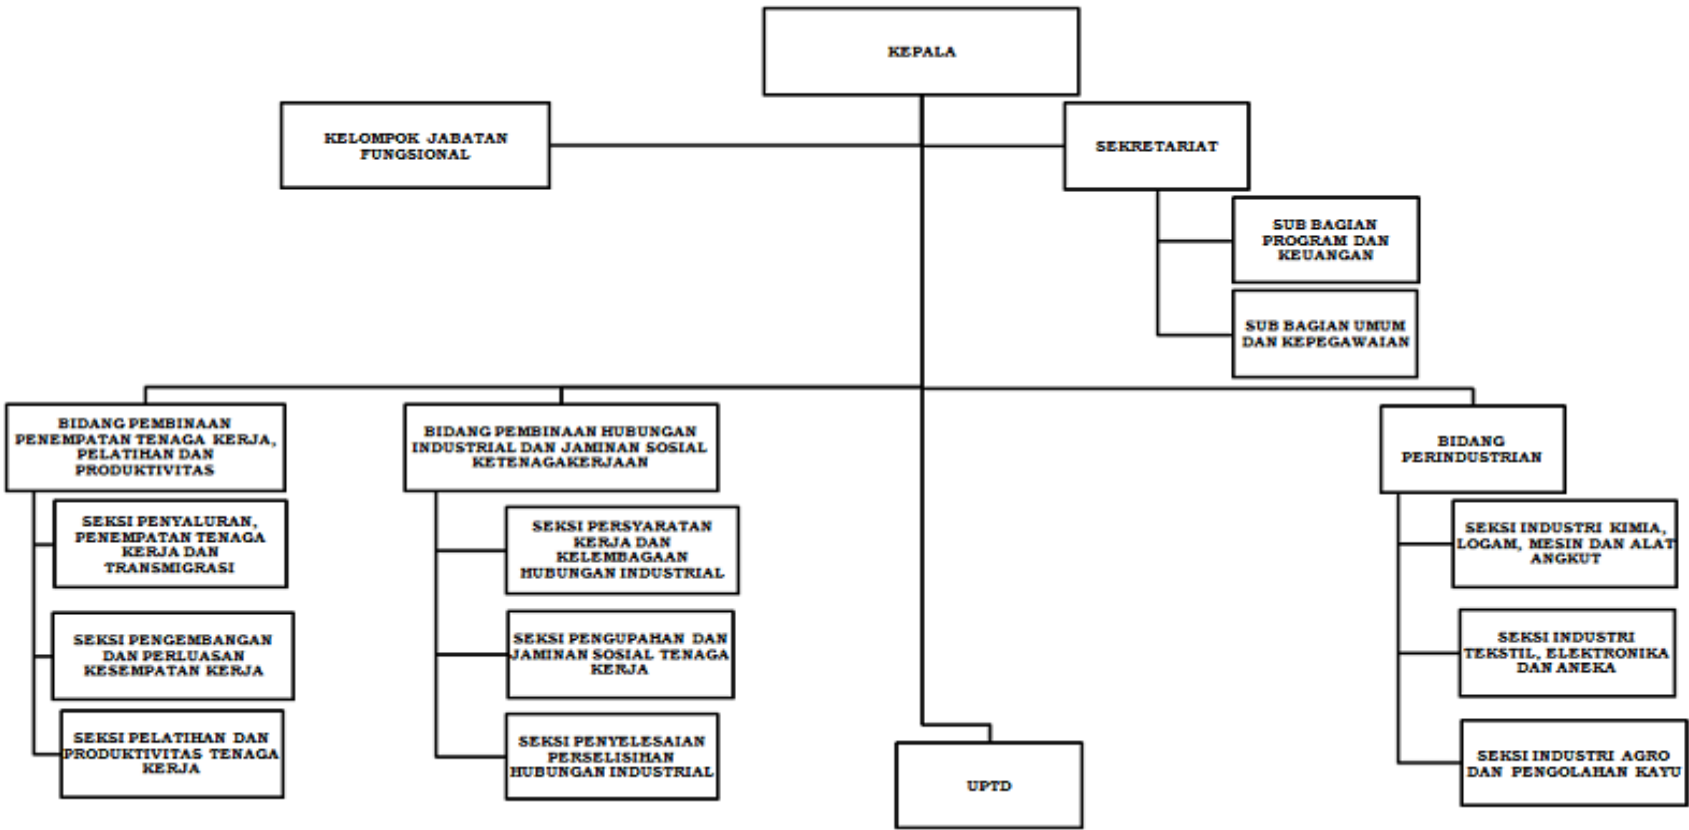 KEPALA
KELOMPOK JABATAN
FUNGSIONAL
SEKRETARIAT
SUB BAGIAN
PROGRAM DAN
KEUANGAN
SUB BAGIAN UMUM
DAN KEPEGAWAIAN
BIDANG PEMBINAAN
PENEMPATAN TENAGA KERJA,
PELATIHAN DAN
PRODUKTIVITAS
SEKSI PENYALURAN,
PENEMPATAN TENAGA
KERJA DAN
TRANSMIGRASI
SEKSI PENGEMBANGAN
DAN PERLUASAN
KESEMPATAN KERJA
SEKSI PELATIHAN DAN
PRODUKTIVITAS TENAGA
KERJA
BIDANG PEMBINAAN HUBUNGAN
INDUSTRIAL DAN JAMINAN SOSIAL
KETENAGAKERJAAN
SEKSI PERSYARATAN
KERJA DAN
KELEMBAGAAN
HUBUNGAN INDUSTRIAL
SEKSI PENGUPAHAN DAN
JAMINAN SOSIAL TENAGA
KERJA
SEKSI PENYELESAIAN
PERSELISIHAN
HUBUNGAN INDUSTRIAL
UPTD
BIDANG
PERINDUSTRIAN
SEKSI INDUSTRI KIMIA,
LOGAM, MESIN DAN ALAT
ANGKUT
SEKSI INDUSTRI
TEKSTIL, ELEKTRONIKA
DAN ANEKA
SEKSI INDUSTRI AGRO
DAN PENGOLAHAN KAYU